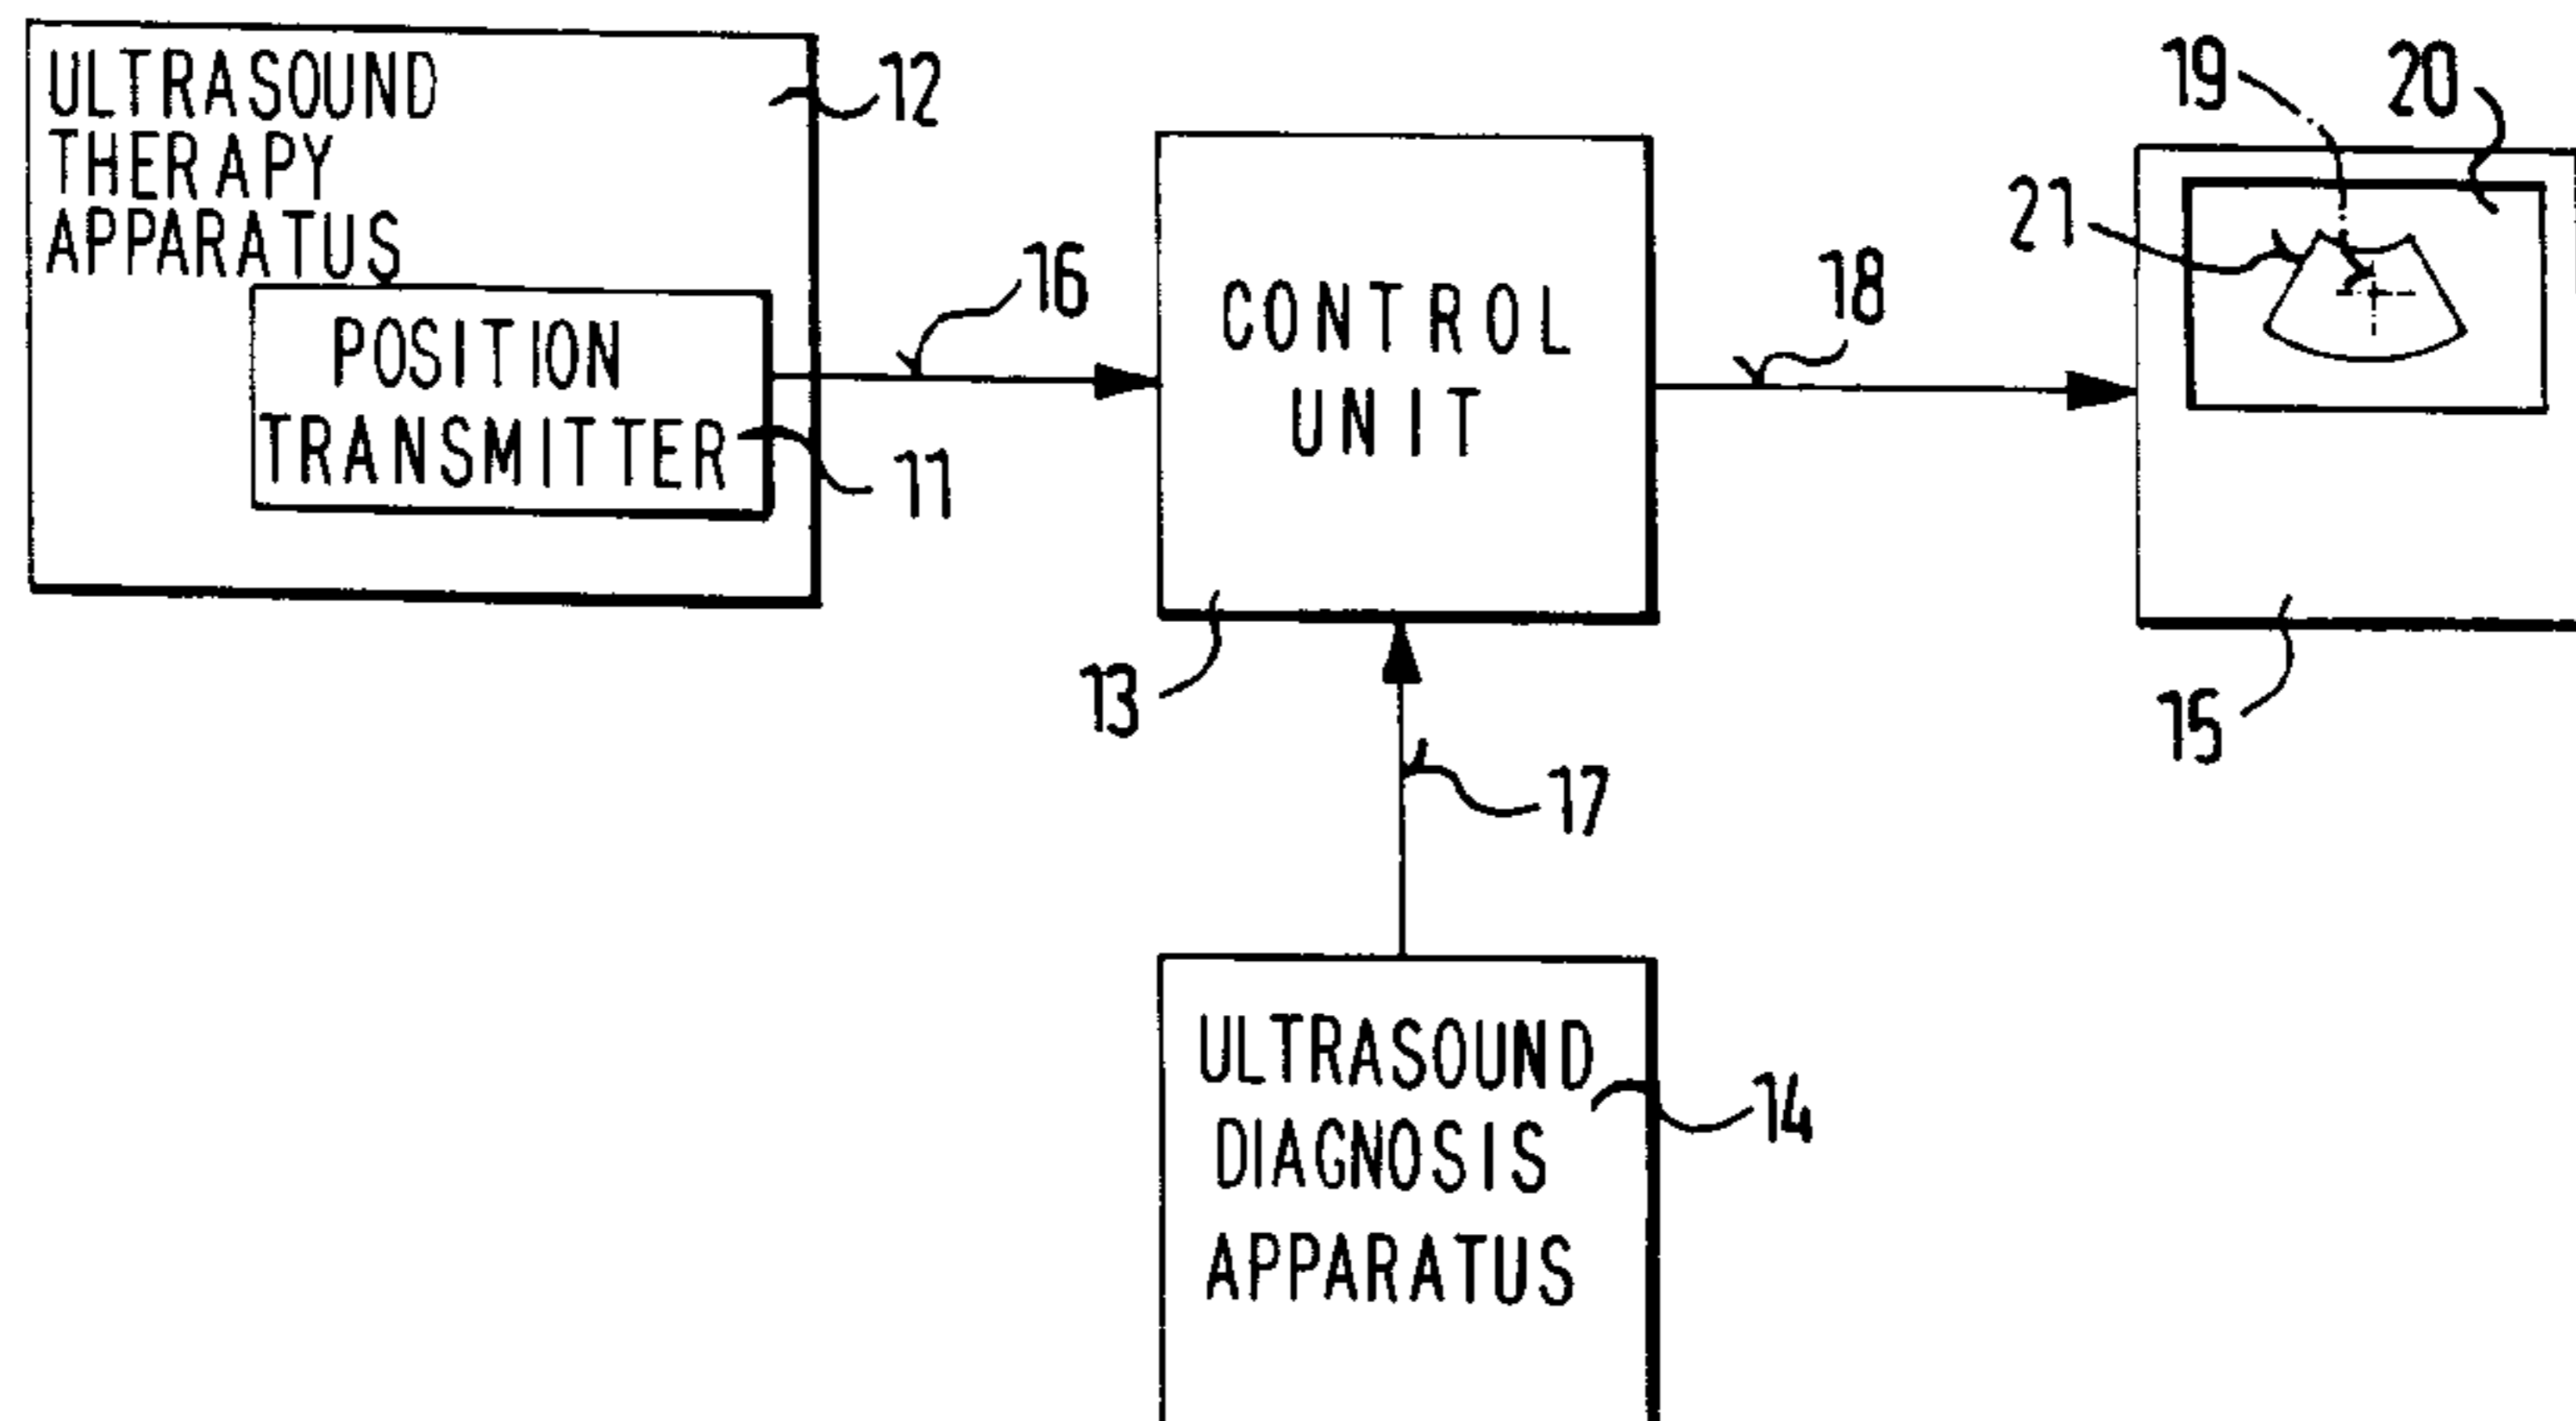 ULTRASOUND
THERAPY
APPARATUS
12
POSITION
TRANSMITTER
11
16
CONTROL
UNIT
13
18
19
20
21
15
17
ULTRASOUND
DIAGNOSIS
APPARATUS
14